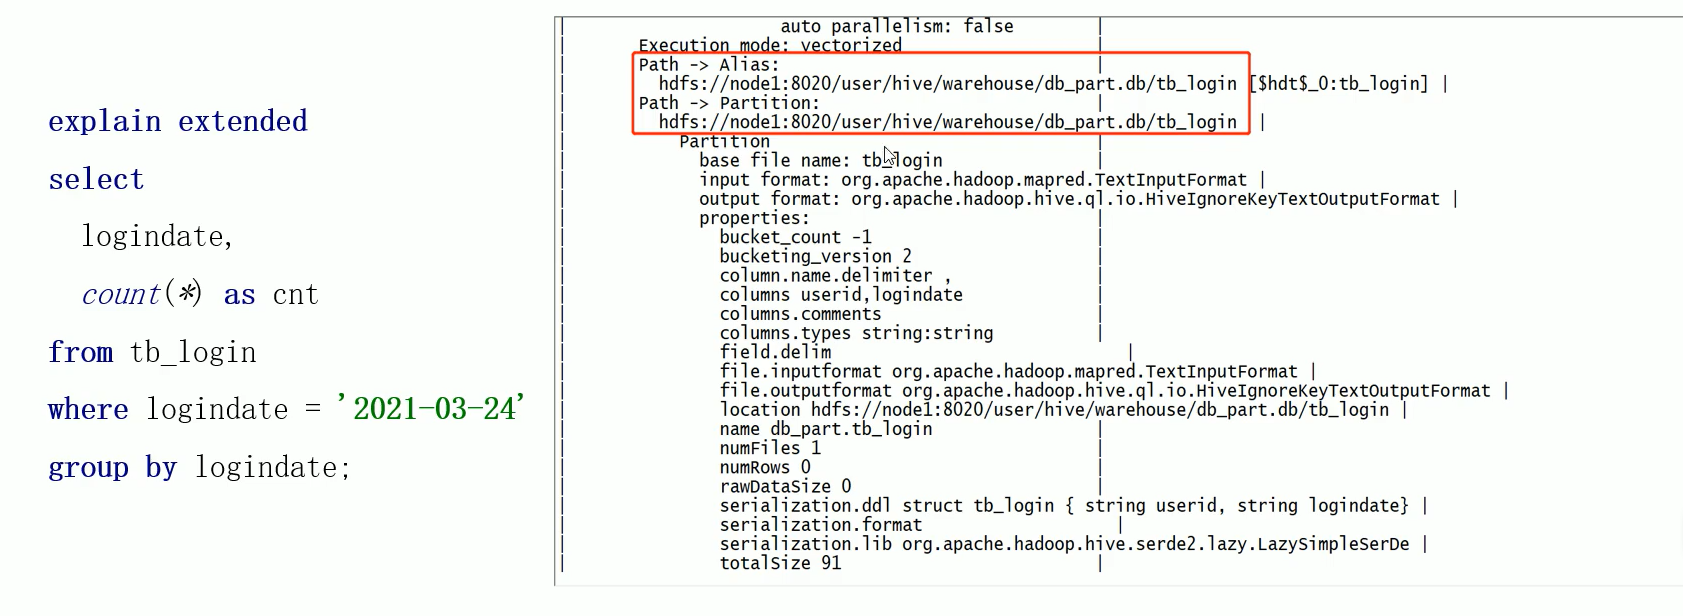 explain extended
select
logindate,
count(*) as cnt
from tb_login
where logindate = '2021-03-24'
group by logindate;
| auto parallelism: false |
| Execution mode: vectorized |
| Path -> Alias: |
| hdfs://node1:8020/user/hive/warehouse/db_part.db/tb_login [$hdt$_0:tb_login] |
| Path -> Partition: |
| hdfs://node1:8020/user/hive/warehouse/db_part.db/tb_login |
| Partition |
| base file name: tb_login |
| input format: org.apache.hadoop.mapred.TextInputFormat |
| output format: org.apache.hadoop.hive.ql.io.HiveIgnoreKeyTextOutputFormat |
| properties: |
| bucket_count -1 |
| bucketing_version 2 |
| column.name.delimiter , |
| columns userid,logindate |
| columns.comments |
| columns.types string:string |
| field.delim |
| file.inputformat org.apache.hadoop.mapred.TextInputFormat |
| file.outputformat org.apache.hadoop.hive.ql.io.HiveIgnoreKeyTextOutputFormat |
| location hdfs://node1:8020/user/hive/warehouse/db_part.db/tb_login |
| name db_part.tb_login |
| numFiles 1 |
| numRows 0 |
| rawDataSize 0 |
| serialization.ddl struct tb_login { string userid, string logindate} |
| serialization.format |
| serialization.lib org.apache.hadoop.hive.serde2.lazy.LazySimpleSerDe |
| totalSize 91 |